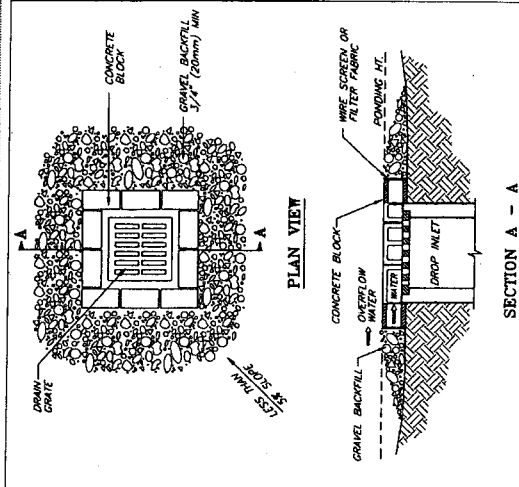 CONCRETE
BLOCK
GRAVEL BACKFILL
3/4" (20mm) MIN
A
A
DRAIN
GRATE
LESS THAN
5% SLOPE
PLAN VIEW
CONCRETE BLOCK
WIRE SCREEN OR
FILTER FABRIC
OVERFLOW
WATER
PONDING HT.
GRAVEL BACKFILL
WATER
DROP INLET
SECTION A - A